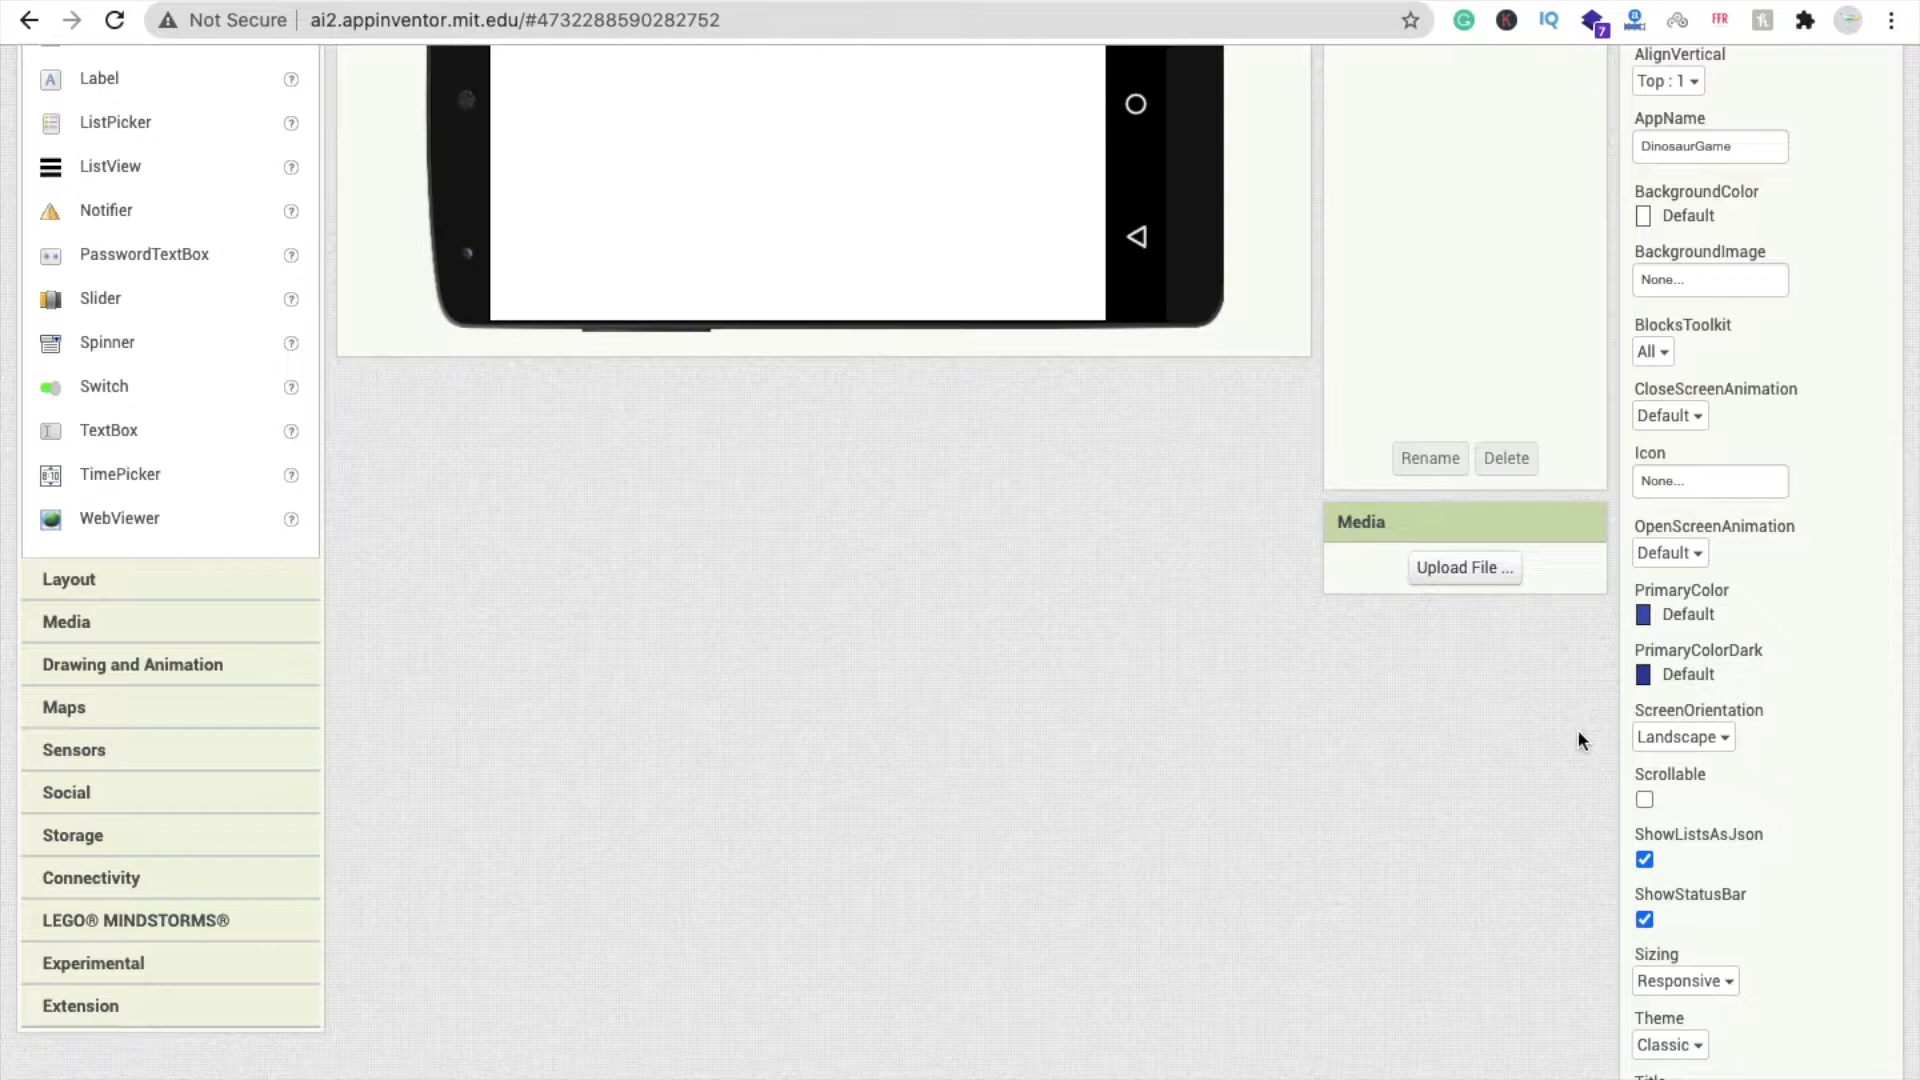 Not Secure
ai2.appinventor.mit.edu/#4732288590282752
IQ
7
FFR
Label
ListPicker
ListView
Notifier
PasswordTextBox
Slider
Spinner
Switch
TextBox
TimePicker
WebViewer
Layout
Media
Drawing and Animation
Maps
Sensors
Social
Storage
Connectivity
LEGO® MINDSTORMS®
Experimental
Extension
Rename
Delete
Media
Upload File ...
AlignVertical
Top : 1
AppName
DinosaurGame
BackgroundColor
Default
BackgroundImage
None...
BlocksToolkit
All
CloseScreenAnimation
Default
Icon
None...
OpenScreenAnimation
Default
PrimaryColor
Default
PrimaryColorDark
Default
ScreenOrientation
Landscape
Scrollable
ShowListsAsJson
ShowStatusBar
Sizing
Responsive
Theme
Classic